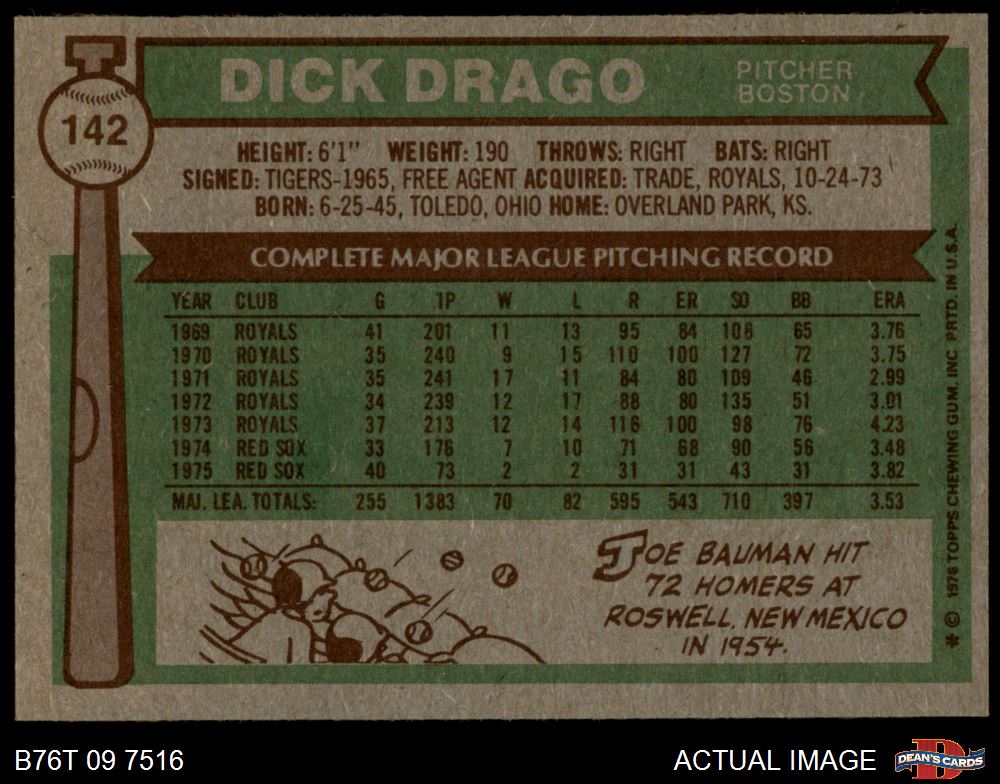 142
DICK DRAGO
PITCHER
BOSTON
HEIGHT: 6'1" WEIGHT: 190 THROWS: RIGHT BATS: RIGHT
SIGNED: TIGERS-1965, FREE AGENT ACQUIRED: TRADE, ROYALS, 10-24-73
BORN: 6-25-45, TOLEDO, OHIO HOME: OVERLAND PARK, KS.
COMPLETE MAJOR LEAGUE PITCHING RECORD
YEAR CLUB G IP W L R ER SO BB ERA
1969 ROYALS 41 201 11 13 95 84 108 65 3.76
1970 ROYALS 35 240 9 15 110 100 127 72 3.75
1971 ROYALS 35 241 17 11 84 80 109 46 2.99
1972 ROYALS 34 239 12 17 88 80 135 51 3.01
1973 ROYALS 37 213 12 14 116 100 98 76 4.23
1974 RED SOX 33 176 7 10 71 68 90 56 3.48
1975 RED SOX 40 73 2 2 31 31 43 31 3.82
MAJ. LEA. TOTALS: 255 1383 70 82 595 543 710 397 3.53
JOE BAUMAN HIT
72 HOMERS AT
ROSWELL, NEW MEXICO
IN 1954.
* © 1976 TOPPS CHEWING GUM, INC PRTD. IN U.S.A.
B76T 09 7516
ACTUAL IMAGE
D
DEAN'S CARDS